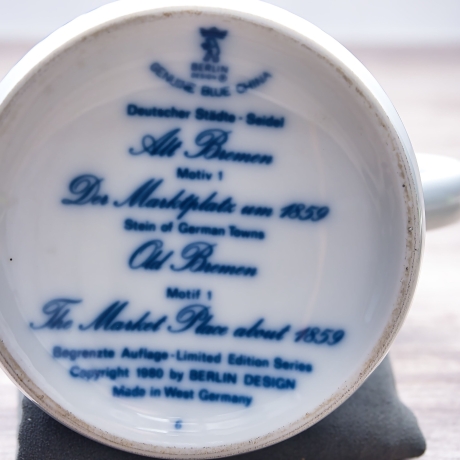 BERLIN
DESIGN ®
GENUINE BLUE CHINA
Deutscher Städte - Seidel
Alt Bremen
Motiv 1
Der Marktplatz um 1859
Stein of German Towns
Old Bremen
Motif 1
The Market Place about 1859
Begrenzte Auflage - Limited Edition Series
Copyright 1980 by BERLIN DESIGN
Made in West Germany
6